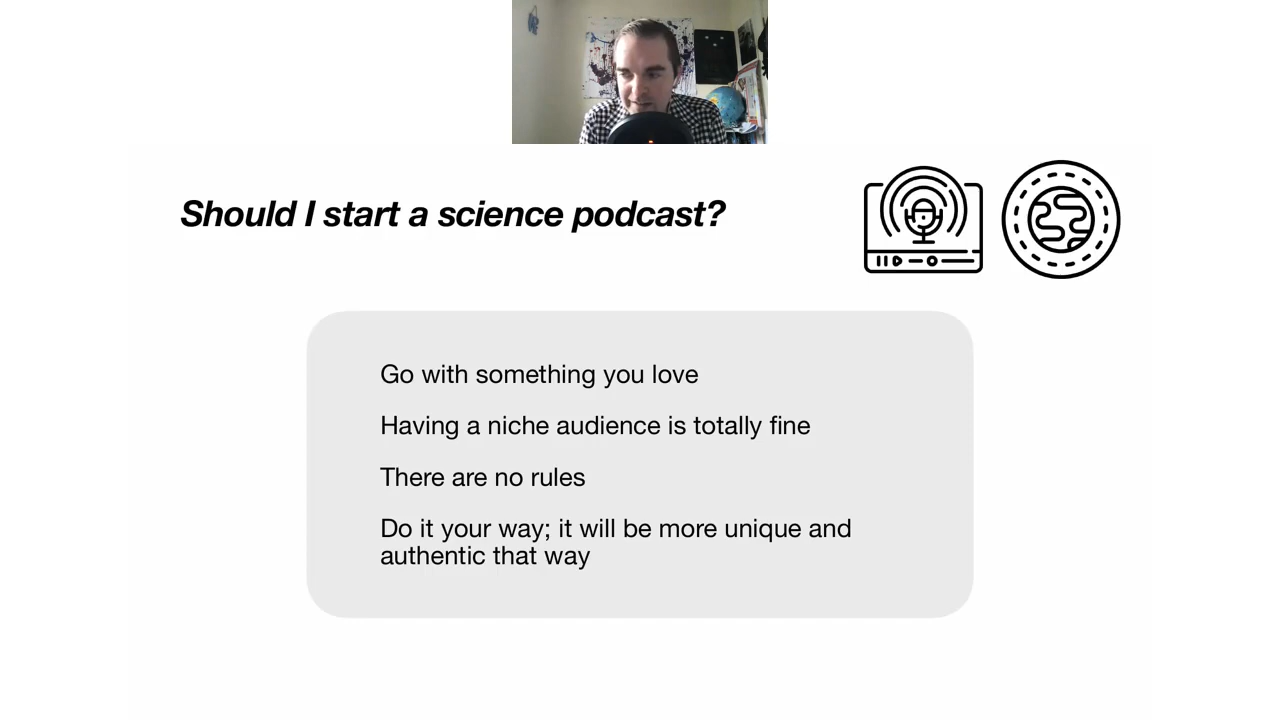 Should I start a science podcast?
Go with something you love
Having a niche audience is totally fine
There are no rules
Do it your way; it will be more unique and
authentic that way